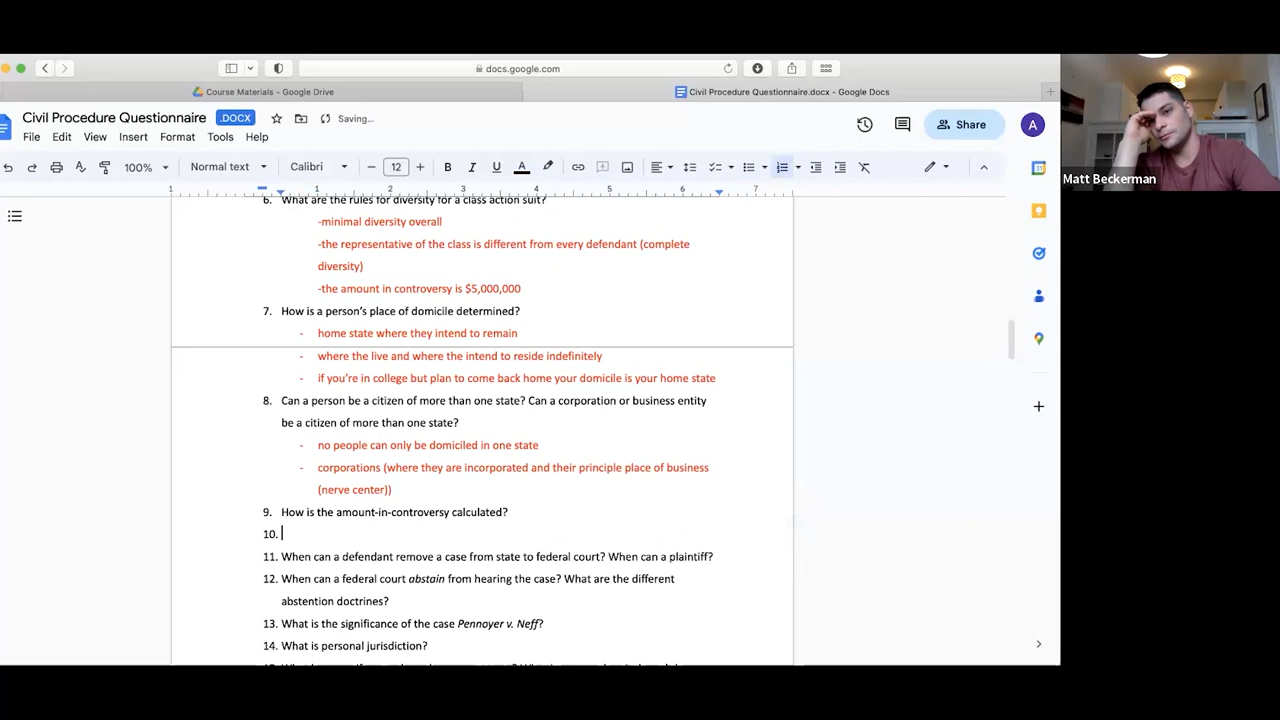 docs.google.com
Course Materials - Google Drive
Civil Procedure Questionnaire.docx - Google Docs
Civil Procedure Questionnaire
.DOCX
Saving...
File Edit View Insert Format Tools Help
Share
A
Matt Beckerman
100%
Normal text
Calibri
12
B I U A
1 1 2 3 4 5 6 7
6. What are the rules for diversity for a class action suit?
-minimal diversity overall
-the representative of the class is different from every defendant (complete
diversity)
-the amount in controversy is $5,000,000
7. How is a person's place of domicile determined?
- home state where they intend to remain
- where the live and where the intend to reside indefinitely
- if you're in college but plan to come back home your domicile is your home state
8. Can a person be a citizen of more than one state? Can a corporation or business entity
be a citizen of more than one state?
- no people can only be domiciled in one state
- corporations (where they are incorporated and their principle place of business
(nerve center))
9. How is the amount-in-controversy calculated?
10.
11. When can a defendant remove a case from state to federal court? When can a plaintiff?
12. When can a federal court abstain from hearing the case? What are the different
abstention doctrines?
13. What is the significance of the case Pennoyer v. Neff?
14. What is personal jurisdiction?